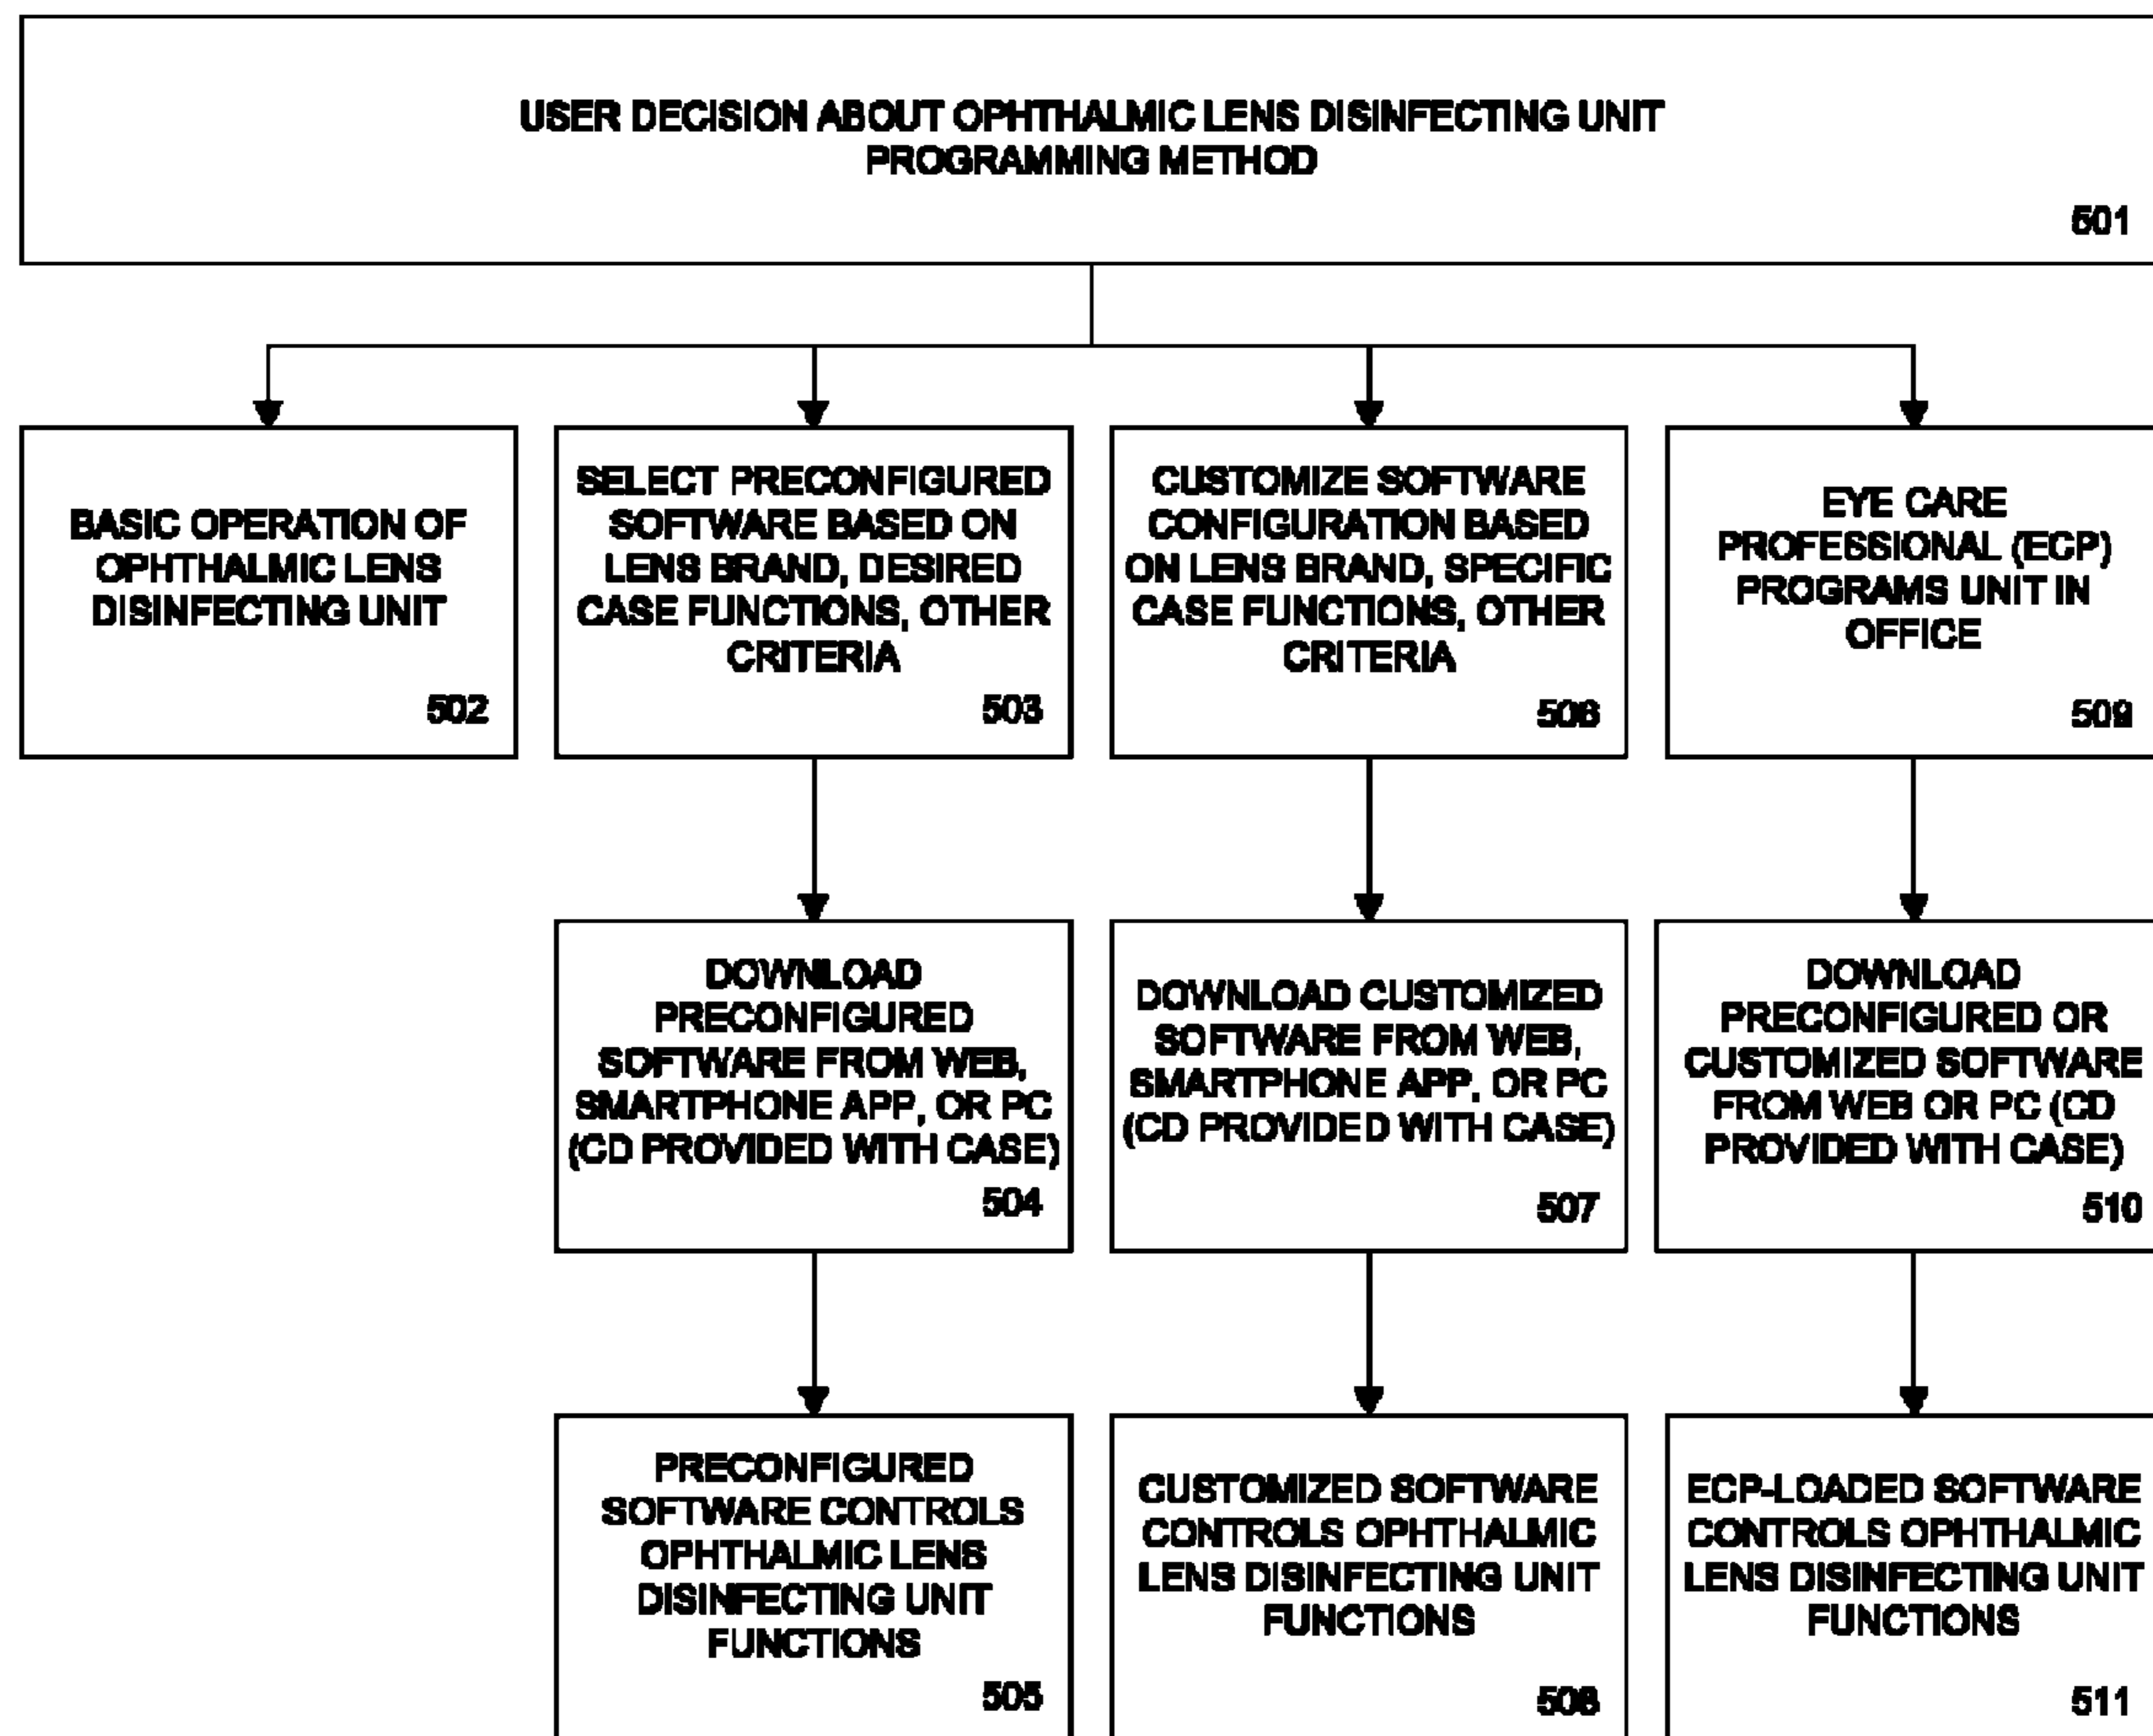 USER DECISION ABOUT OPHTHALMIC LENS DISINFECTING UNIT
PROGRAMMING METHOD
501
BASIC OPERATION OF
OPHTHALMIC LENS
DISINFECTING UNIT
502
SELECT PRECONFIGURED
SOFTWARE BASED ON
LENS BRAND, DESIRED
CASE FUNCTIONS, OTHER
CRITERIA
503
CUSTOMIZE SOFTWARE
CONFIGURATION BASED
ON LENS BRAND, SPECIFIC
CASE FUNCTIONS, OTHER
CRITERIA
506
EYE CARE
PROFESSIONAL (ECP)
PROGRAMS UNIT IN
OFFICE
509
DOWNLOAD
PRECONFIGURED
SOFTWARE FROM WEB,
SMARTPHONE APP, OR PC
(CD PROVIDED WITH CASE)
504
DOWNLOAD CUSTOMIZED
SOFTWARE FROM WEB,
SMARTPHONE APP, OR PC
(CD PROVIDED WITH CASE)
507
DOWNLOAD
PRECONFIGURED OR
CUSTOMIZED SOFTWARE
FROM WEB OR PC (CD
PROVIDED WITH CASE)
510
PRECONFIGURED
SOFTWARE CONTROLS
OPHTHALMIC LENS
DISINFECTING UNIT
FUNCTIONS
505
CUSTOMIZED SOFTWARE
CONTROLS OPHTHALMIC
LENS DISINFECTING UNIT
FUNCTIONS
508
ECP-LOADED SOFTWARE
CONTROLS OPHTHALMIC
LENS DISINFECTING UNIT
FUNCTIONS
511